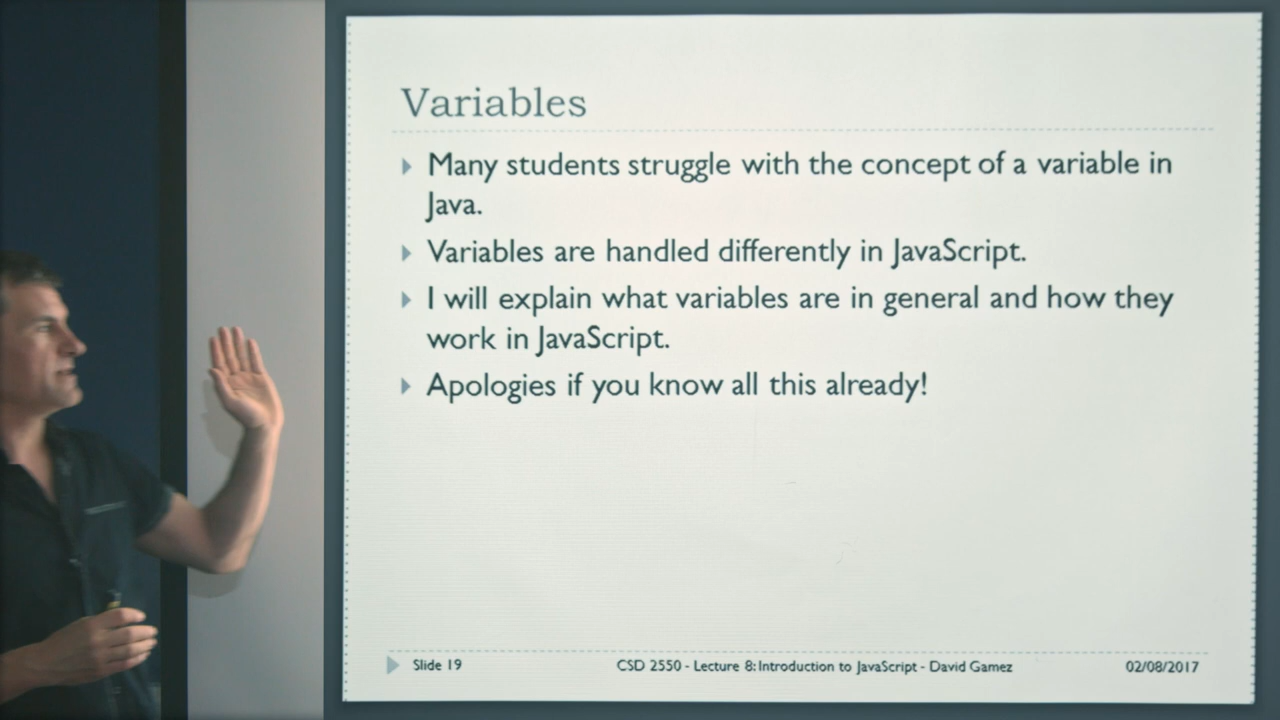 Variables
Many students struggle with the concept of a variable in
Java.
Variables are handled differently in JavaScript.
I will explain what variables are in general and how they
work in JavaScript.
Apologies if you know all this already!
Slide 19
CSD 2550 - Lecture 8: Introduction to JavaScript - David Gamez
02/08/2017